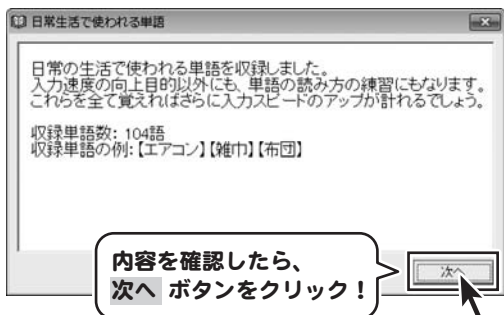 日常生活で使われる単語
日常の生活で使われる単語を収録しました。
入力速度の向上目的以外にも、単語の読み方の練習にもなります。
これらを全て覚えればさらに入力スピードのアップが計れるでしょう。
収録単語数: 104語
収録単語の例:【エアコン】【雑巾】【布団】
内容を確認したら、
次へ ボタンをクリック！
次へ